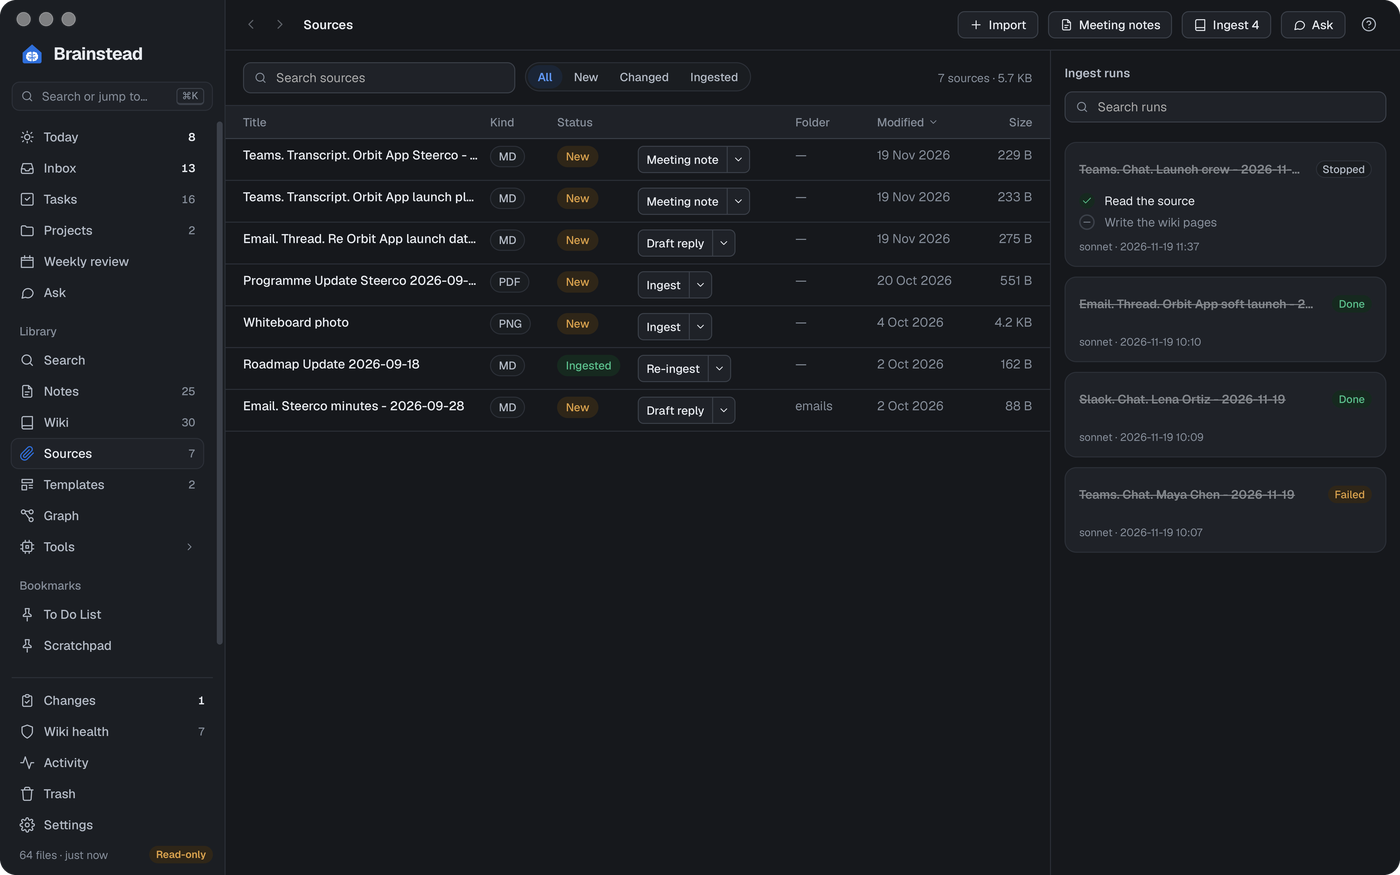 Brainstead
Search or jump to... ⌘K
Today 8
Inbox 13
Tasks 16
Projects 2
Weekly review
Ask
Library
Search
Notes 25
Wiki 30
Sources 7
Templates 2
Graph
Tools
Bookmarks
To Do List
Scratchpad
Changes 1
Wiki health 7
Activity
Trash
Settings
64 files · just now Read-only
Sources
Import
Meeting notes
Ingest 4
Ask
Search sources
All New Changed Ingested
7 sources · 5.7 KB
Title Kind Status Folder Modified Size
Teams. Transcript. Orbit App Steerco - ... MD New Meeting note — 19 Nov 2026 229 B
Teams. Transcript. Orbit App launch pl... MD New Meeting note — 19 Nov 2026 233 B
Email. Thread. Re Orbit App launch dat... MD New Draft reply — 19 Nov 2026 275 B
Programme Update Steerco 2026-09-... PDF New Ingest — 20 Oct 2026 551 B
Whiteboard photo PNG New Ingest — 4 Oct 2026 4.2 KB
Roadmap Update 2026-09-18 MD Ingested Re-ingest — 2 Oct 2026 162 B
Email. Steerco minutes - 2026-09-28 MD New Draft reply emails 2 Oct 2026 88 B
Ingest runs
Search runs
Teams. Chat. Launch crew - 2026-11-... Stopped
Read the source
Write the wiki pages
sonnet · 2026-11-19 11:37
Email. Thread. Orbit App soft launch - 2... Done
sonnet · 2026-11-19 10:10
Slack. Chat. Lena Ortiz - 2026-11-19 Done
sonnet · 2026-11-19 10:09
Teams. Chat. Maya Chen - 2026-11-19 Failed
sonnet · 2026-11-19 10:07